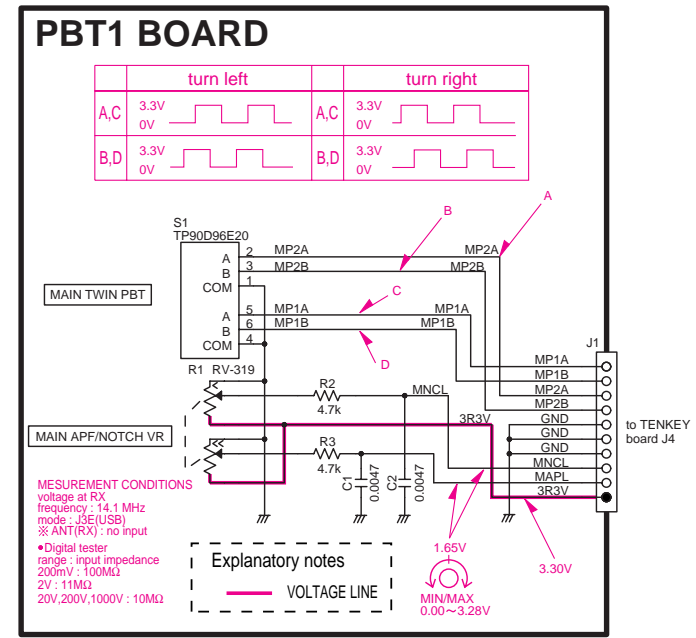 PBT1 BOARD
turn left
turn right
A,C
3.3V
0V
A,C
3.3V
0V
B,D
3.3V
0V
B,D
3.3V
0V
A
B
S1
TP90D96E20
A
2
MP2A
MP2A
B
3
MP2B
MP2B
COM
1
MAIN TWIN PBT
C
A
5
MP1A
MP1A
B
6
MP1B
MP1B
COM
4
D
J1
R1 RV-319
R2
4.7k
MNCL
3R3V
MAIN APF/NOTCH VR
R3
4.7k
C1
0.0047
C2
0.0047
MP1A
MP1B
MP2A
MP2B
GND
GND
GND
MNCL
MAPL
3R3V
to TENKEY
board J4
MESUREMENT CONDITIONS
voltage at RX
frequency : 14.1 MHz
mode : J3E(USB)
※ ANT(RX) : no input
●Digital tester
range : input impedance
200mV : 100MΩ
2V : 11MΩ
20V,200V,1000V : 10MΩ
Explanatory notes
VOLTAGE LINE
1.65V
MIN/MAX
0.00～3.28V
3.30V